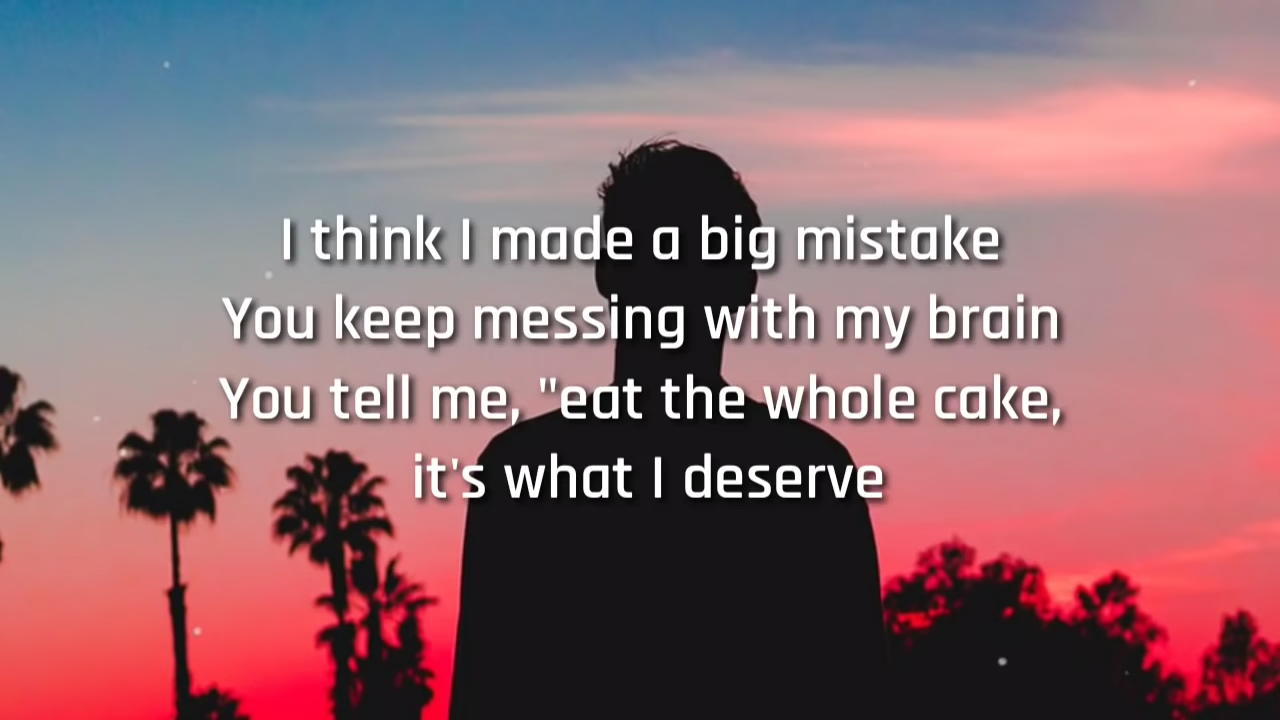 I think I made a big mistake
You keep messing with my brain
You tell me, "eat the whole cake,
it's what I deserve